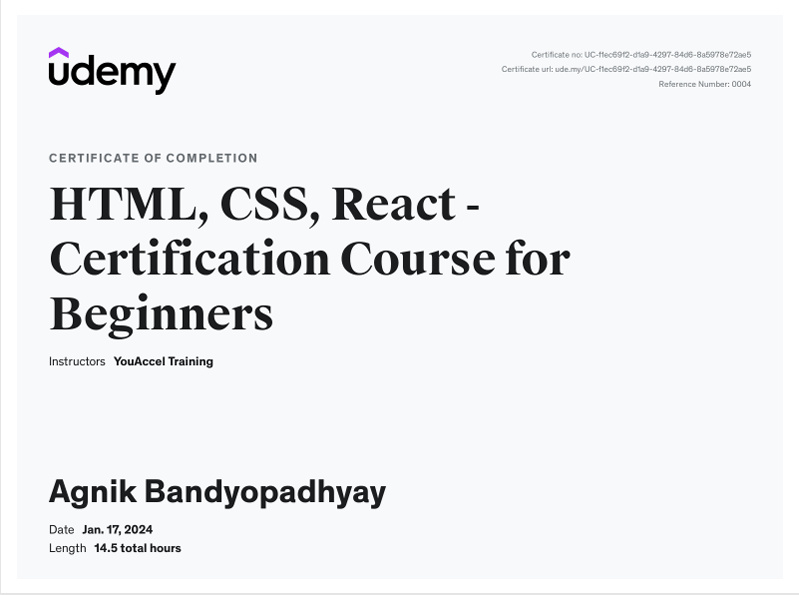 udemy
Certificate no: UC-f1ec69f2-d1a9-4297-84d6-8a5978e72ae5
Certificate url: ude.my/UC-f1ec69f2-d1a9-4297-84d6-8a5978e72ae5
Reference Number: 0004
CERTIFICATE OF COMPLETION
HTML, CSS, React -
Certification Course for
Beginners
Instructors YouAccel Training
Agnik Bandyopadhyay
Date Jan. 17, 2024
Length 14.5 total hours